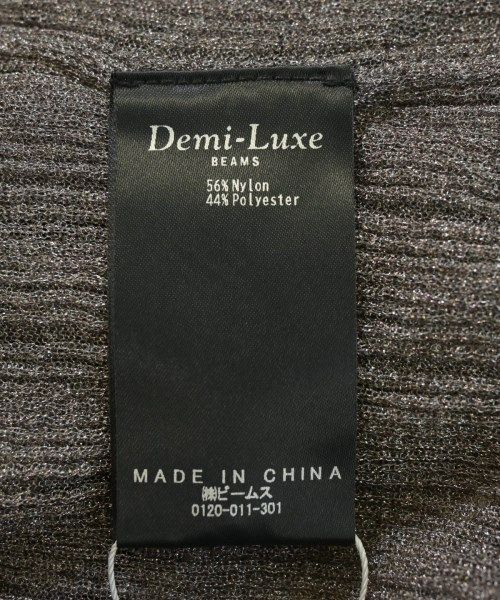 Demi-Luxe
BEAMS
56%Nylon
44%Polyester
MADE IN CHINA
㈱ビームス
0120-011-301